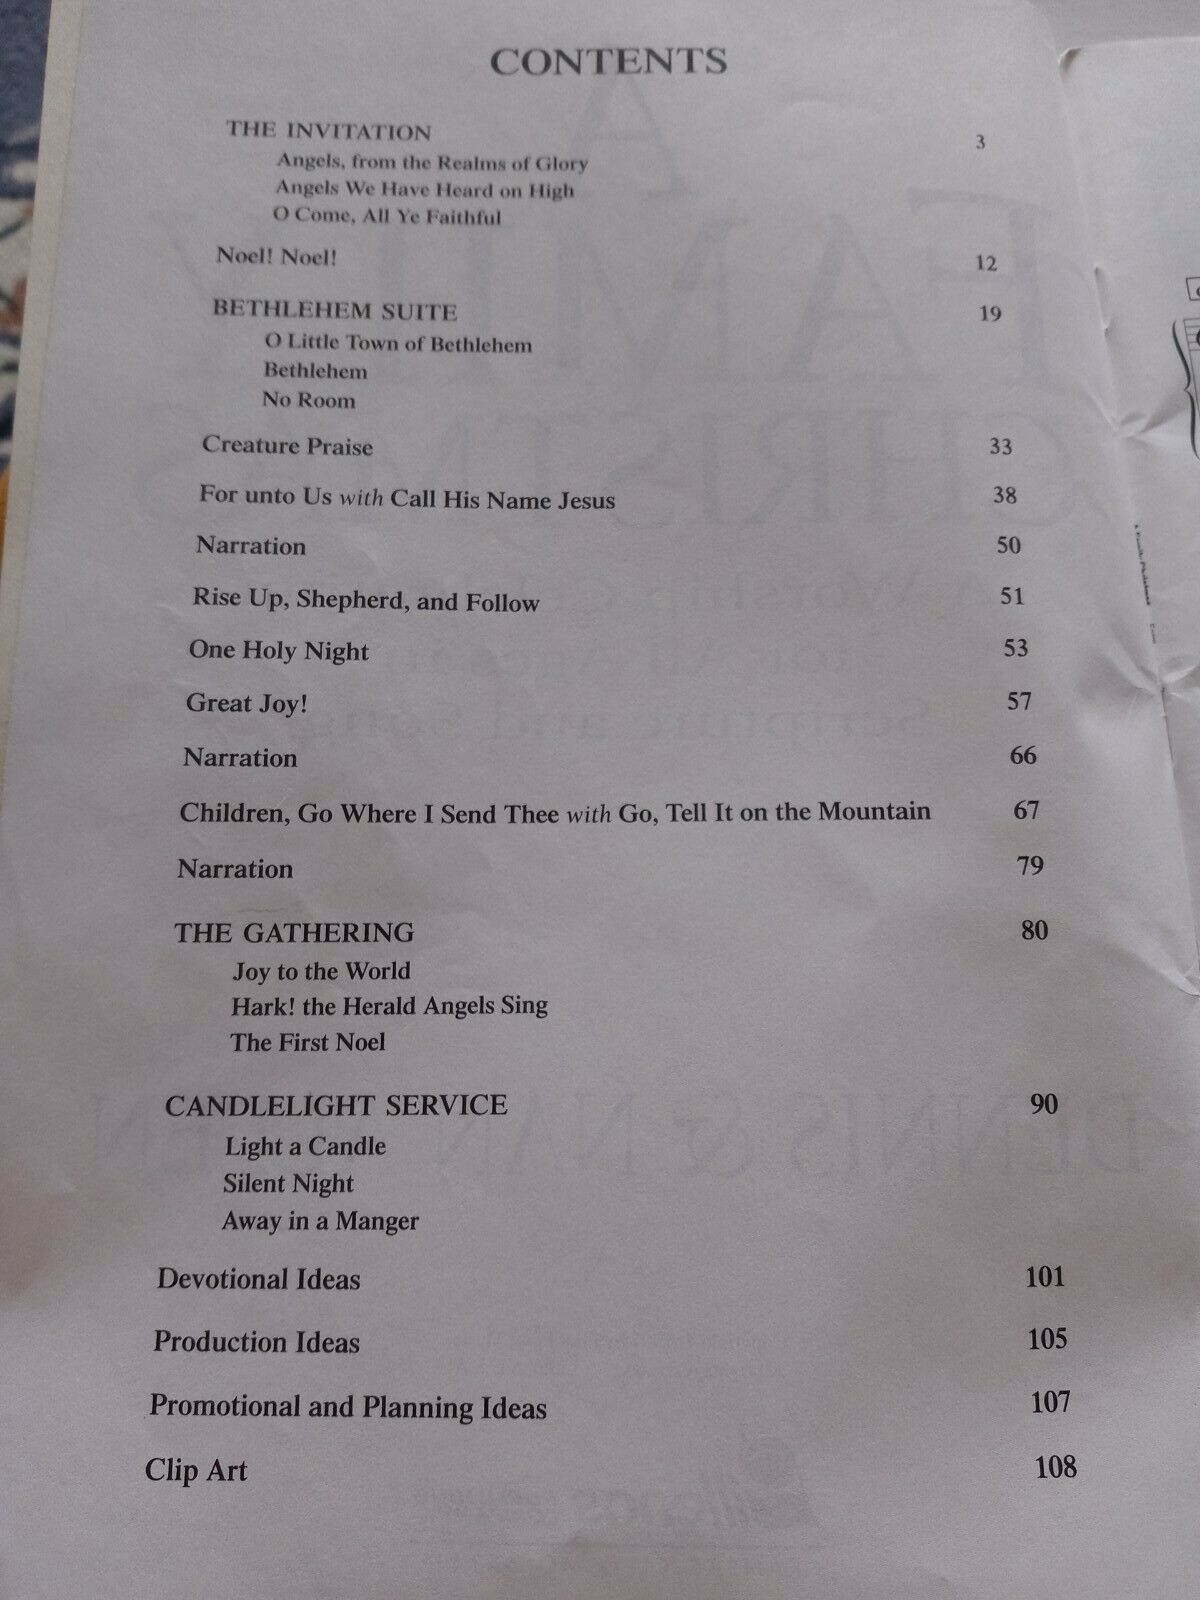 CONTENTS
THE INVITATION 3
Angels, from the Realms of Glory
Angels We Have Heard on High
O Come, All Ye Faithful
Noel! Noel! 12
BETHLEHEM SUITE 19
O Little Town of Bethlehem
Bethlehem
No Room
Creature Praise 33
For unto Us with Call His Name Jesus 38
Narration 50
Rise Up, Shepherd, and Follow 51
One Holy Night 53
Great Joy! 57
Narration 66
Children, Go Where I Send Thee with Go, Tell It on the Mountain 67
Narration 79
THE GATHERING 80
Joy to the World
Hark! the Herald Angels Sing
The First Noel
CANDLELIGHT SERVICE 90
Light a Candle
Silent Night
Away in a Manger
Devotional Ideas 101
Production Ideas 105
Promotional and Planning Ideas 107
Clip Art 108